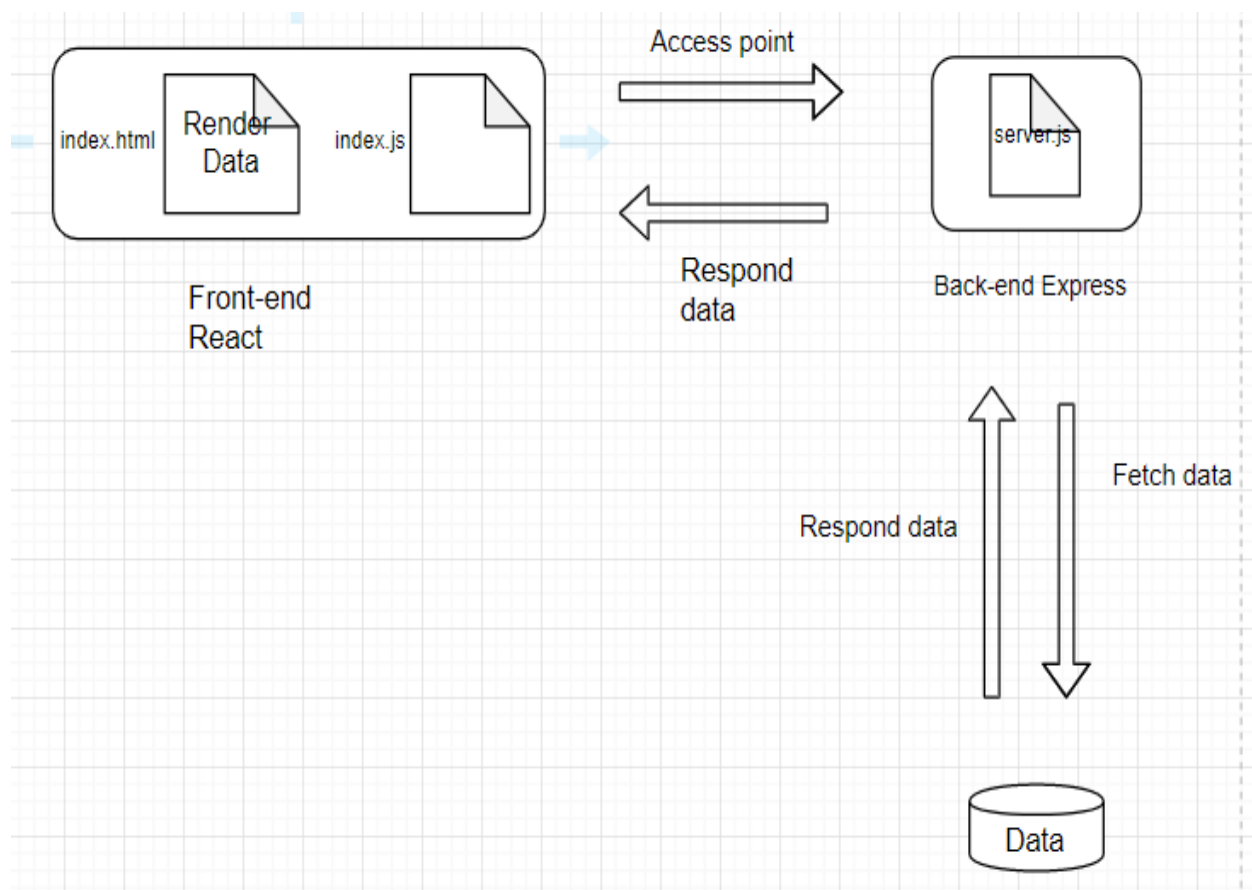 Access point
index.html
Render
Data
index.js
server.js
Respond
data
Back-end Express
Front-end
React
Fetch data
Respond data
Data